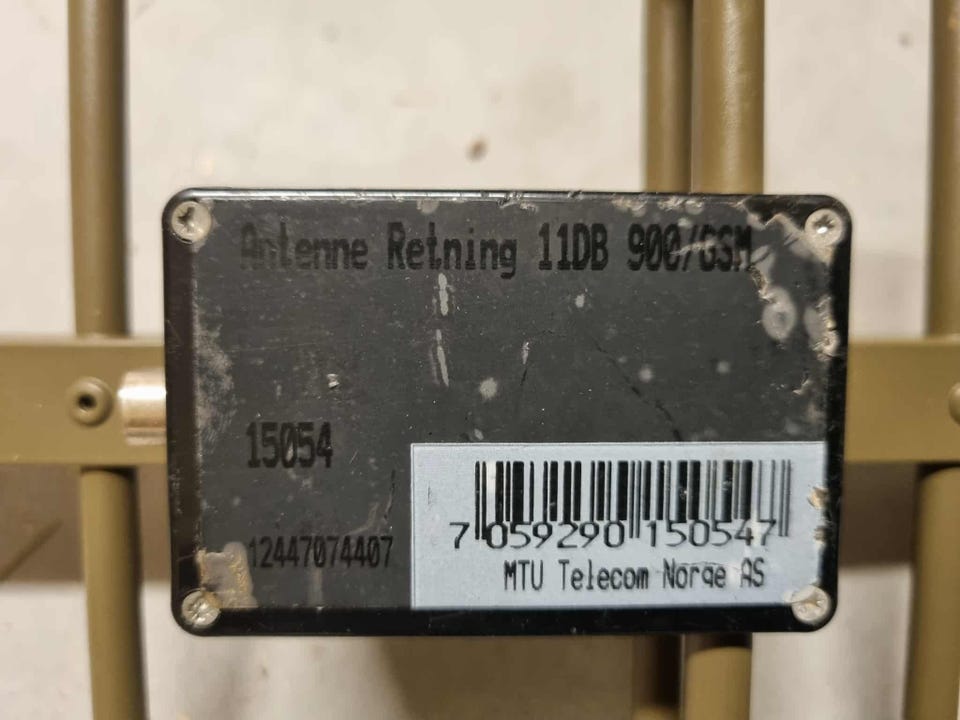 Antenne Retning 11DB 900/GSM
15054
12447074407
7 059290 150547
MTU Telecom Norge AS